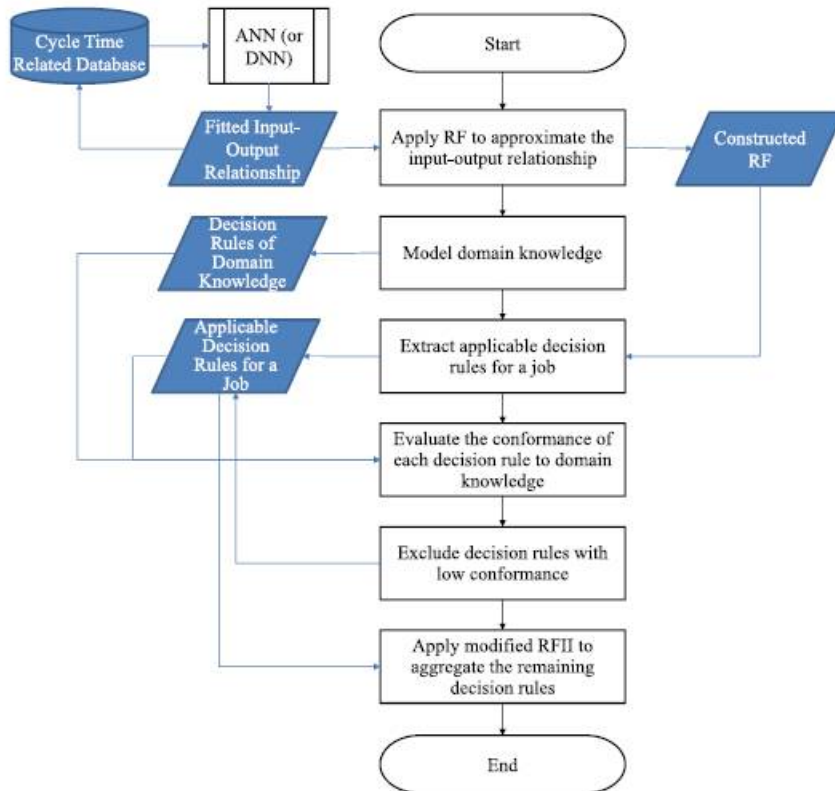 Cycle Time
Related Database
ANN (or
DNN)
Start
Fitted Input-
Output
Relationship
Apply RF to approximate the
input-output relationship
Constructed
RF
Decision
Rules of
Domain
Knowledge
Model domain knowledge
Applicable
Decision
Rules for a
Job
Extract applicable decision
rules for a job
Evaluate the conformance of
each decision rule to domain
knowledge
Exclude decision rules with
low conformance
Apply modified RFII to
aggregate the remaining
decision rules
End